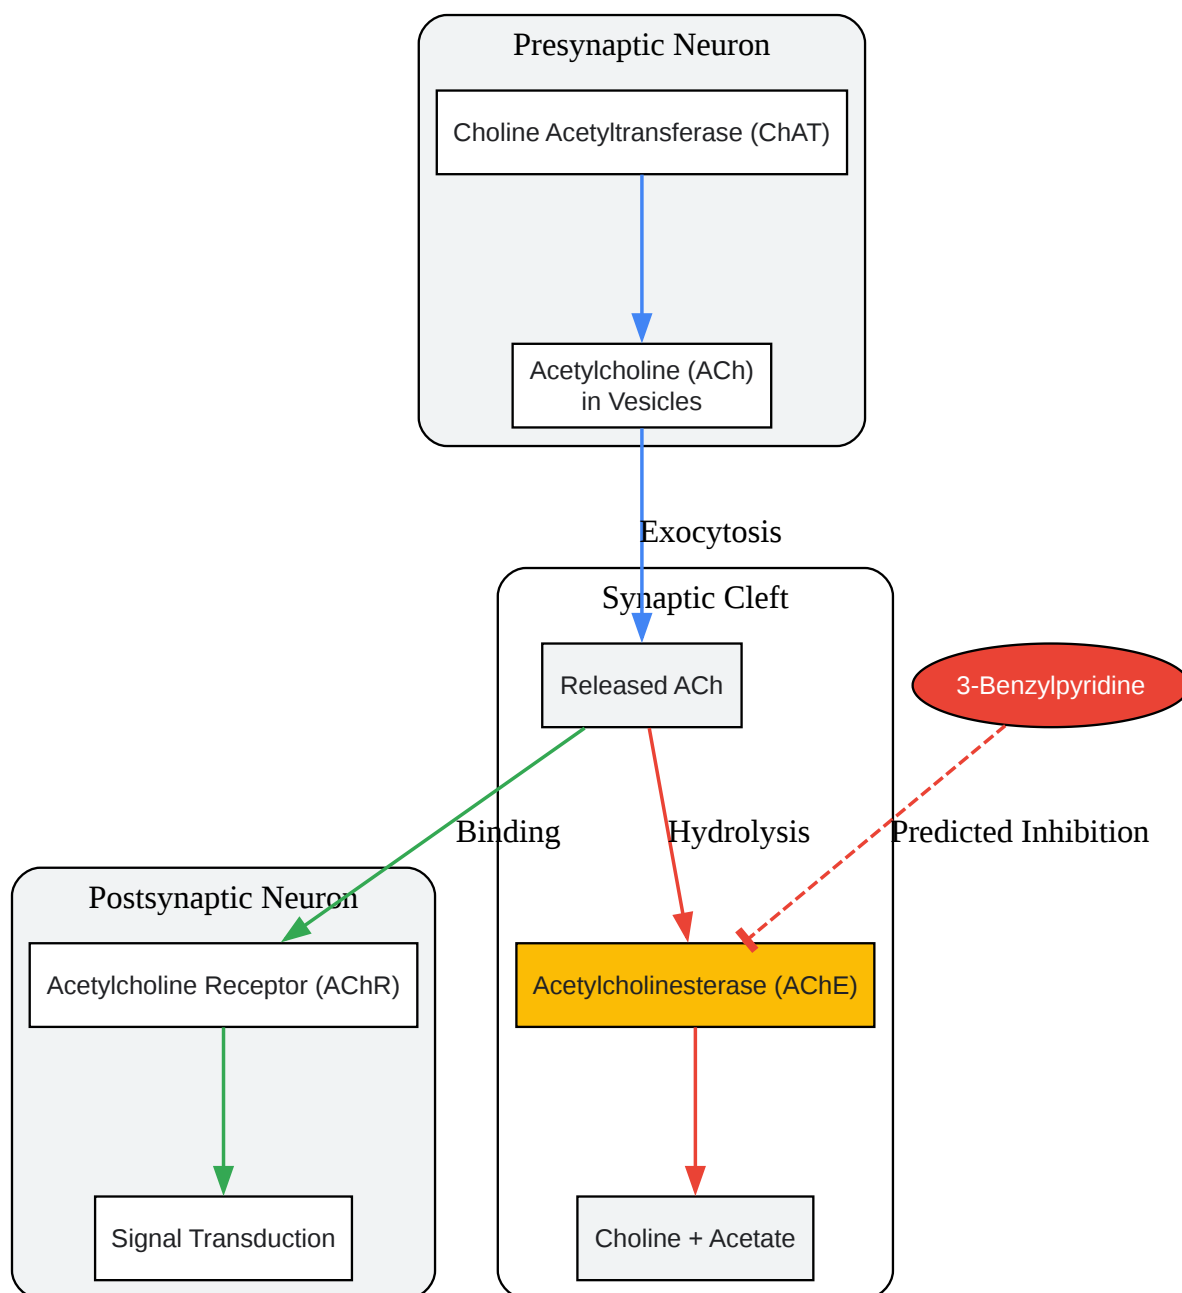 Presynaptic Neuron
Choline Acetyltransferase (ChAT)
Acetylcholine (ACh)
in Vesicles
Exocytosis
Synaptic Cleft
Released ACh
3-Benzylpyridine
Binding
Hydrolysis
Predicted Inhibition
Postsynaptic Neuron
Acetylcholine Receptor (AChR)
Acetylcholinesterase (AChE)
Signal Transduction
Choline + Acetate